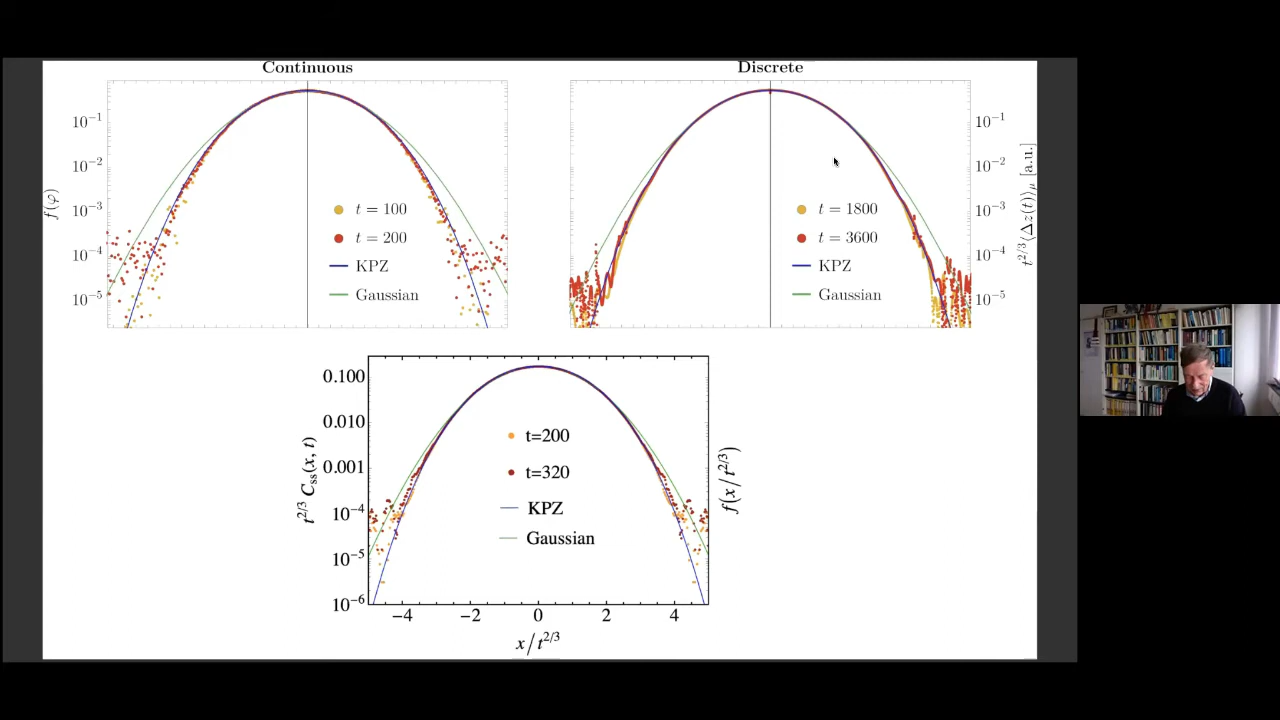 Continuous
10⁻¹
10⁻²
10⁻³
10⁻⁴
10⁻⁵
f(φ)
t = 100
t = 200
KPZ
Gaussian
Discrete
t = 1800
t = 3600
KPZ
Gaussian
10⁻¹
10⁻²
10⁻³
10⁻⁴
10⁻⁵
t^{2/3}⟨Δz(t)⟩_μ [a.u.]
0.100
0.010
0.001
10⁻⁴
10⁻⁵
10⁻⁶
t^{2/3} C_ss(x, t)
t=200
t=320
KPZ
Gaussian
f(x/t^{2/3})
−4 −2 0 2 4
x/t^{2/3}